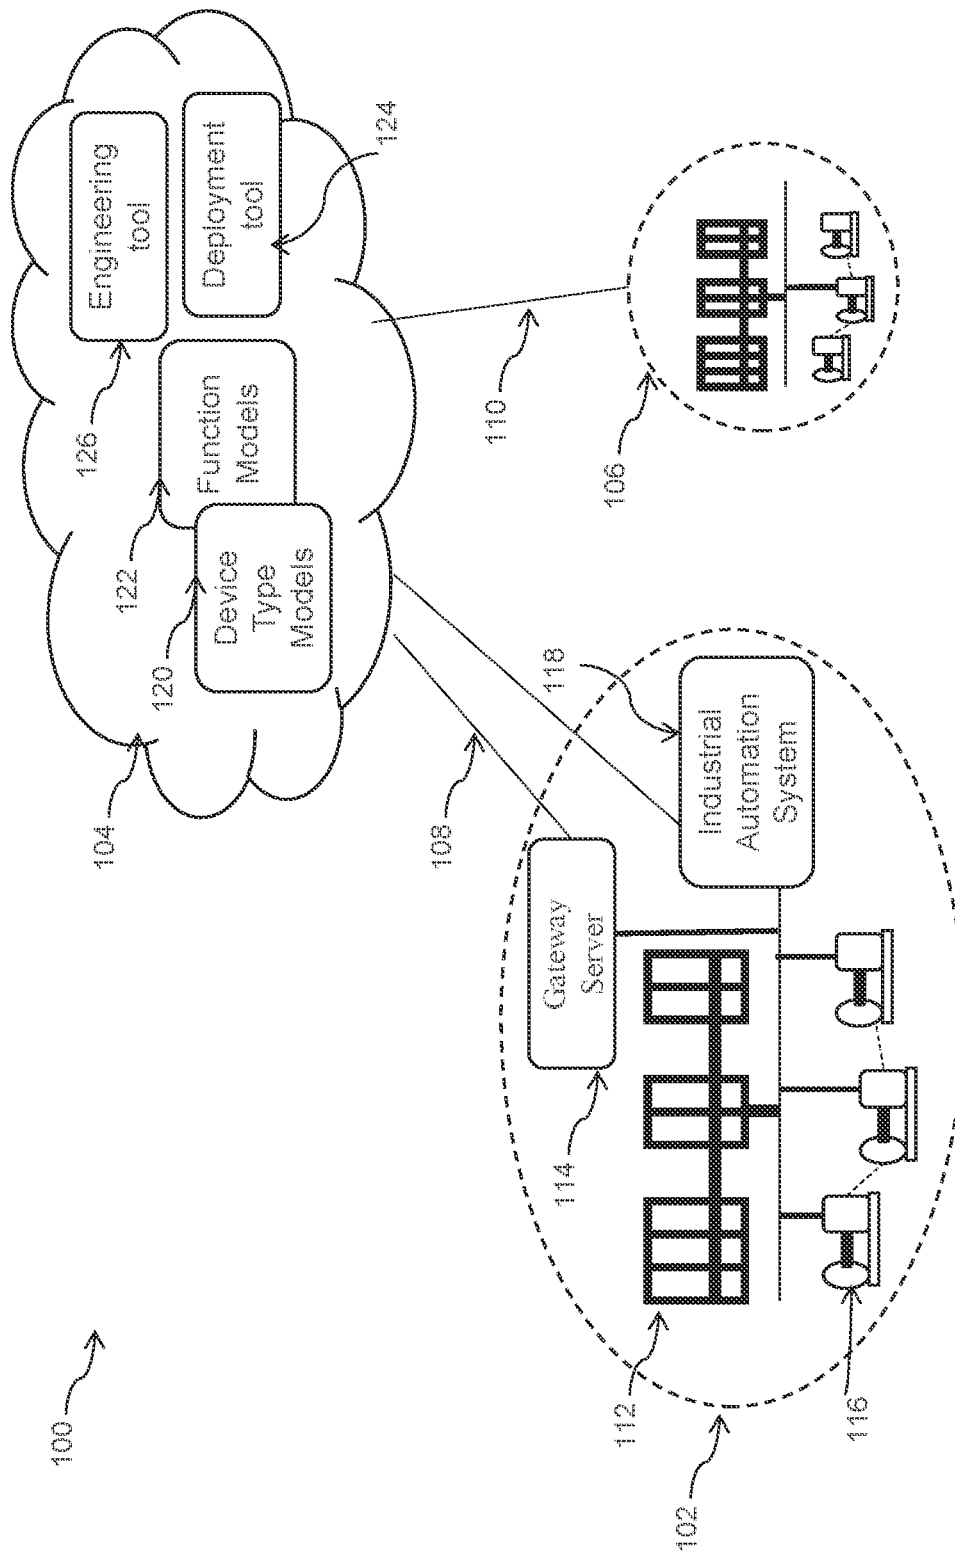 100
104
126
Engineering
tool
122
Function
Models
Deployment
tool
124
120
Device
Type
Models
108
110
106
118
Industrial
Automation
System
Gateway
Server
114
112
102
116